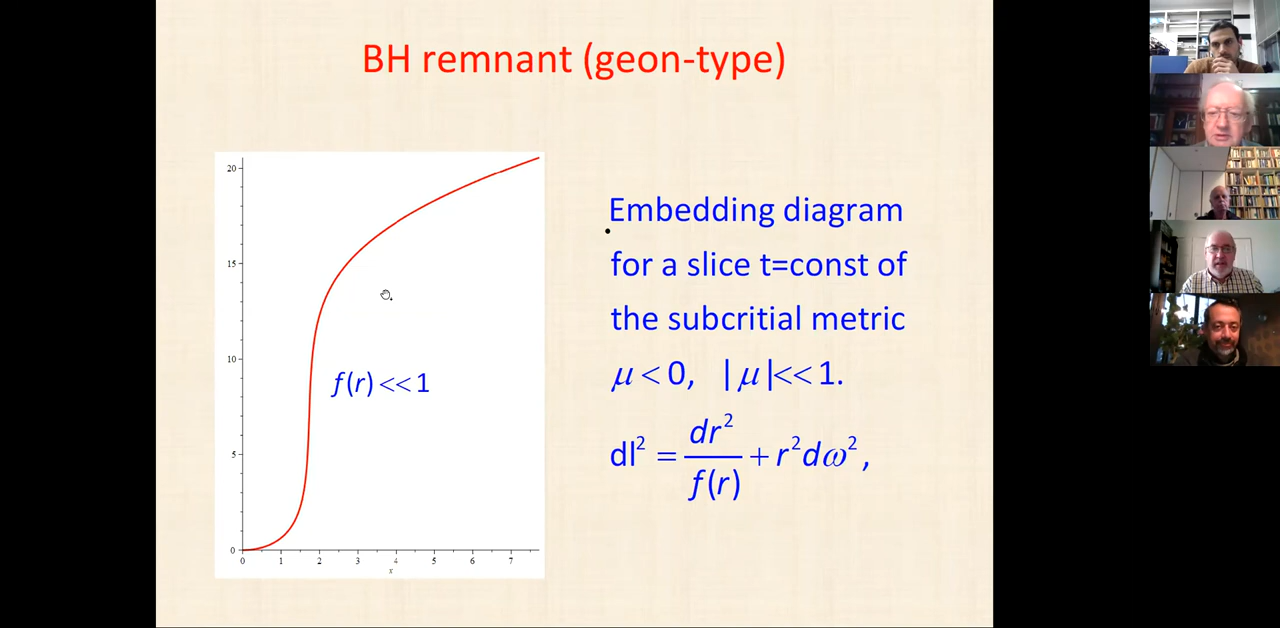 BH remnant (geon-type)
20
15
10
5
0
0 1 2 3 4 5 6 7
x
f(r) << 1
Embedding diagram
for a slice t=const of
the subcritial metric
μ < 0, |μ|<< 1.
dl² = dr²/f(r) + r²dω²,